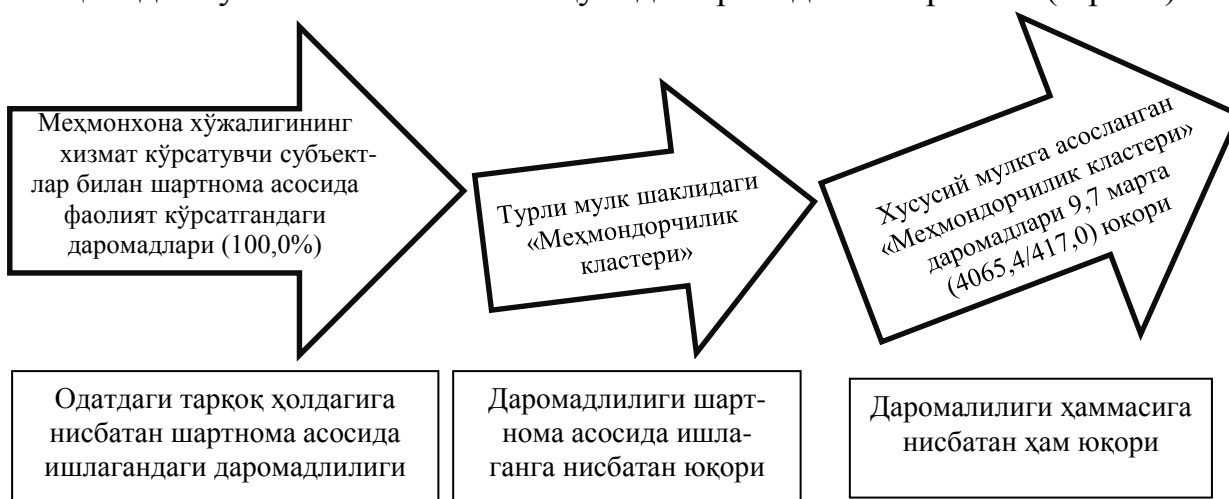 Меҳмонхона хўжалигининг
хизмат кўрсатувчи субъект-
лар билан шартнома асосида
фаолият кўрсатгандаги
даромадлари (100,0%)
Турли мулк шаклидаги
«Меҳмондорчилик
кластери»
Хусусий мулкга асосланган
«Меҳмондорчилик кластери»
даромадлари 9,7 марта
(4065,4/417,0) юқори
Одатдаги тарқоқ ҳолдагига
нисбатан шартнома асосида
ишлагандаги даромадлилиги
Даромадлилиги шарт-
нома асосида ишла-
ганга нисбатан юқори
Даромалилиги ҳаммасига
нисбатан ҳам юқори